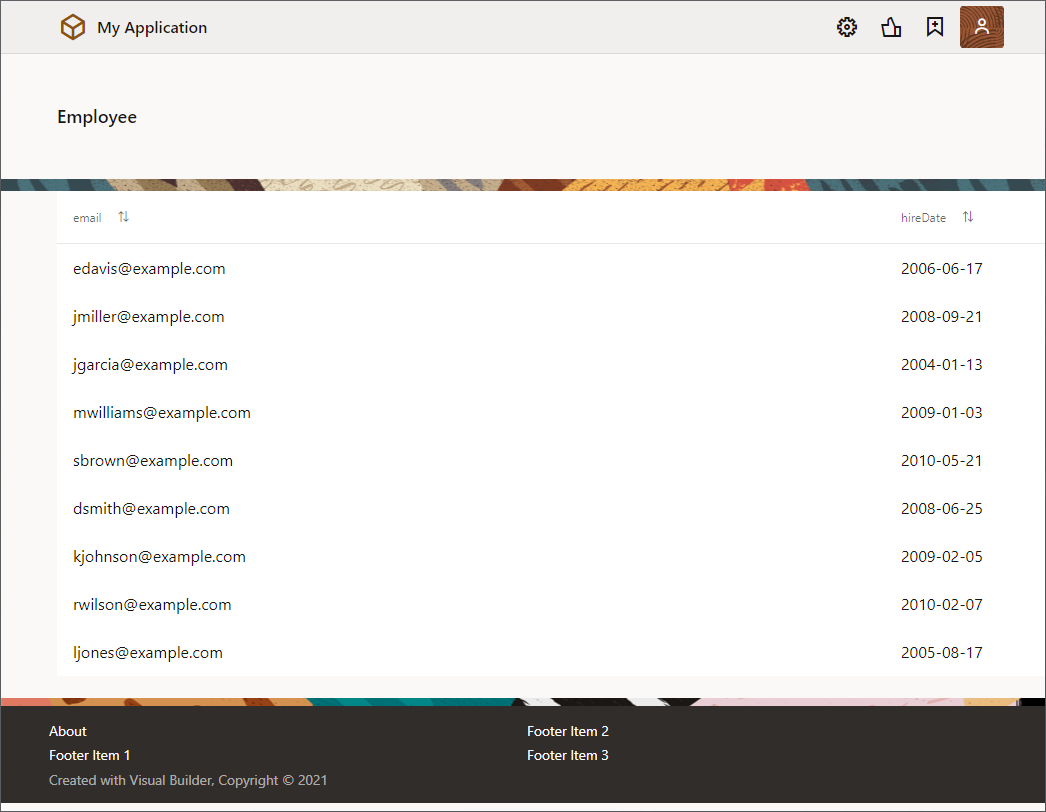 My Application
Employee
email hireDate
edavis@example.com 2006-06-17
jmiller@example.com 2008-09-21
jgarcia@example.com 2004-01-13
mwilliams@example.com 2009-01-03
sbrown@example.com 2010-05-21
dsmith@example.com 2008-06-25
kjohnson@example.com 2009-02-05
rwilson@example.com 2010-02-07
ljones@example.com 2005-08-17
About Footer Item 2
Footer Item 1 Footer Item 3
Created with Visual Builder, Copyright © 2021